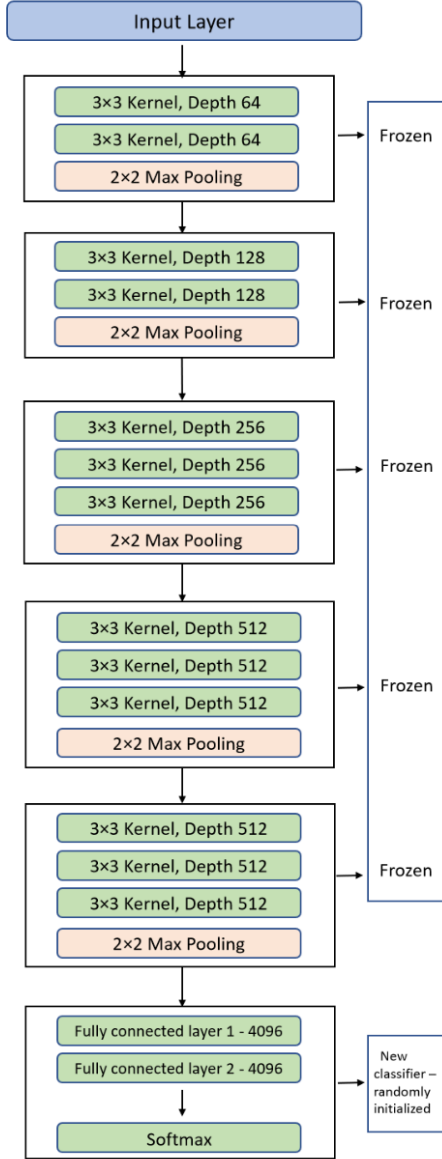 Input Layer
3×3 Kernel, Depth 64
3×3 Kernel, Depth 64
2×2 Max Pooling
Frozen
3×3 Kernel, Depth 128
3×3 Kernel, Depth 128
2×2 Max Pooling
Frozen
3×3 Kernel, Depth 256
3×3 Kernel, Depth 256
3×3 Kernel, Depth 256
2×2 Max Pooling
Frozen
3×3 Kernel, Depth 512
3×3 Kernel, Depth 512
3×3 Kernel, Depth 512
2×2 Max Pooling
Frozen
3×3 Kernel, Depth 512
3×3 Kernel, Depth 512
3×3 Kernel, Depth 512
2×2 Max Pooling
Frozen
Fully connected layer 1 - 4096
Fully connected layer 2 - 4096
Softmax
New
classifier –
randomly
initialized